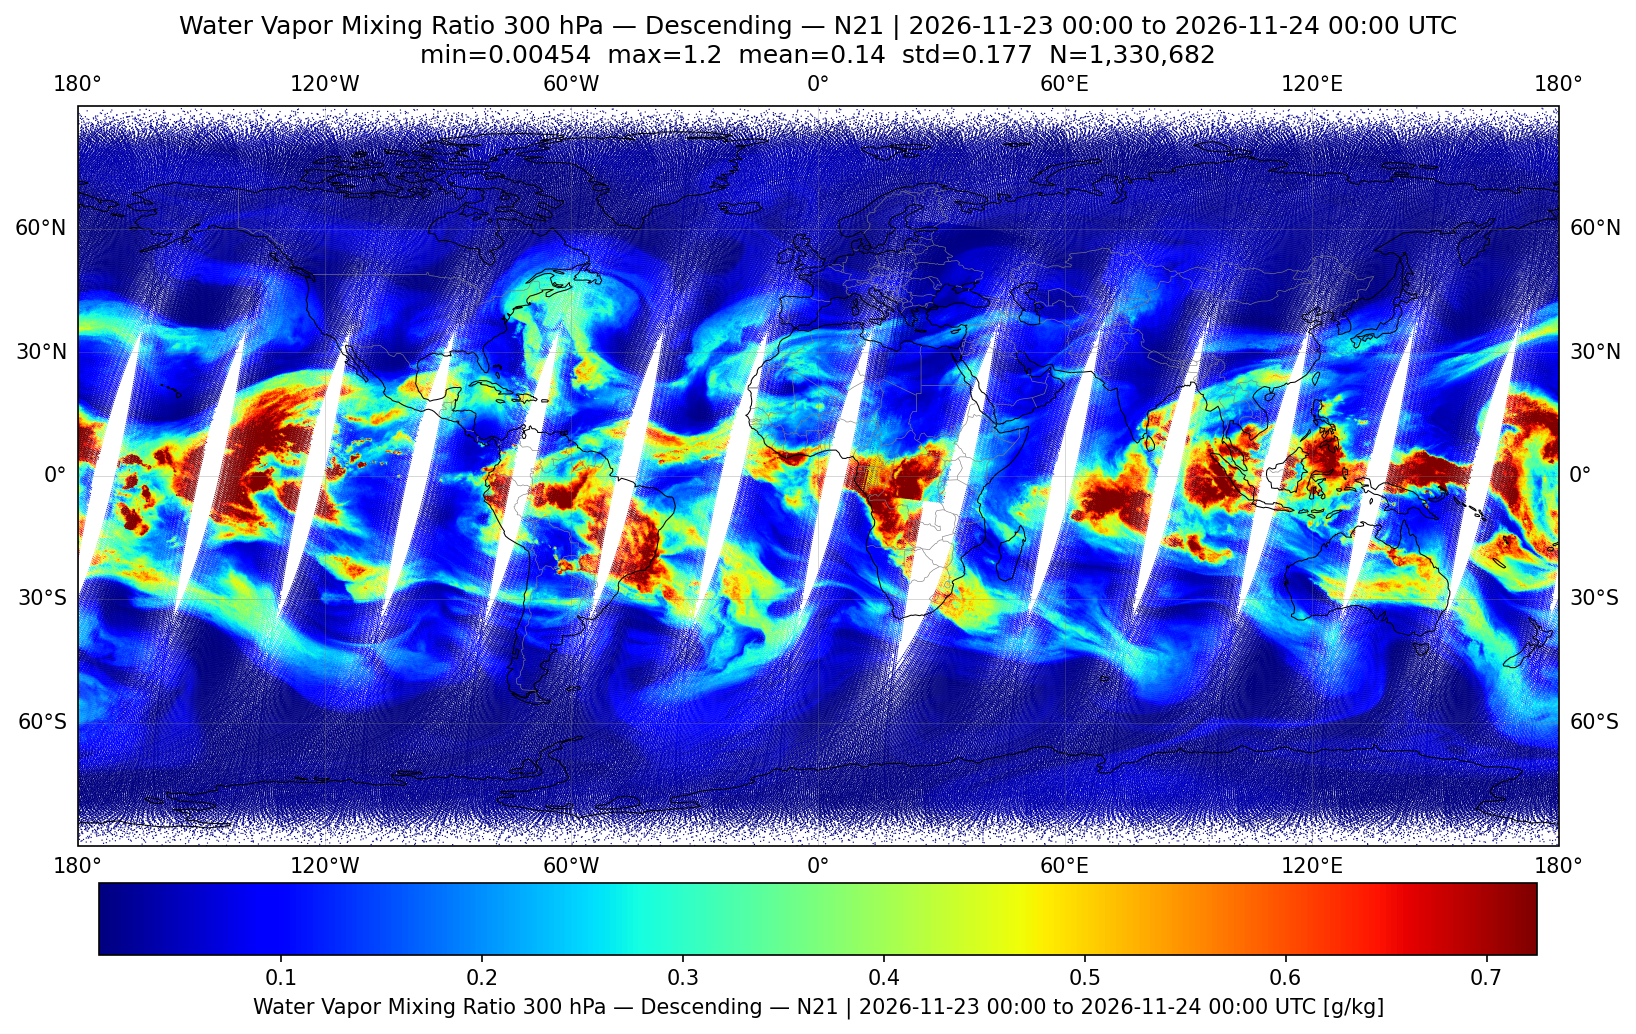 Water Vapor Mixing Ratio 300 hPa — Descending — N21 | 2026-11-23 00:00 to 2026-11-24 00:00 UTC
min=0.00454  max=1.2  mean=0.14  std=0.177  N=1,330,682
180° 120°W 60°W 0° 60°E 120°E 180°
60°N 60°N
30°N 30°N
0° 0°
30°S 30°S
60°S 60°S
180° 120°W 60°W 0° 60°E 120°E 180°
0.1 0.2 0.3 0.4 0.5 0.6 0.7
Water Vapor Mixing Ratio 300 hPa — Descending — N21 | 2026-11-23 00:00 to 2026-11-24 00:00 UTC [g/kg]